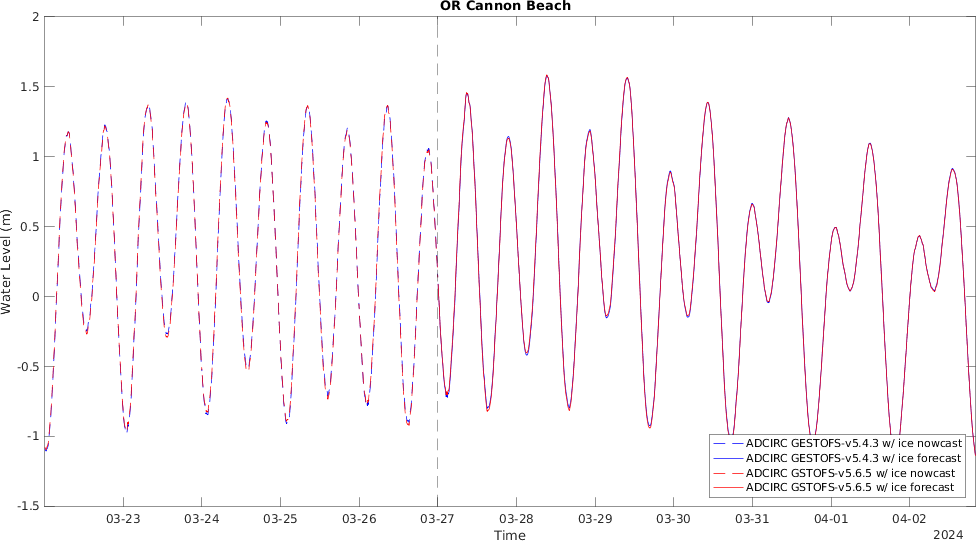 OR Cannon Beach
2
1.5
1
0.5
0
-0.5
-1
-1.5
Water Level (m)
03-23 03-24 03-25 03-26 03-27 03-28 03-29 03-30 03-31 04-01 04-02
Time
2024
ADCIRC GESTOFS-v5.4.3 w/ ice nowcast
ADCIRC GESTOFS-v5.4.3 w/ ice forecast
ADCIRC GSTOFS-v5.6.5 w/ ice nowcast
ADCIRC GSTOFS-v5.6.5 w/ ice forecast